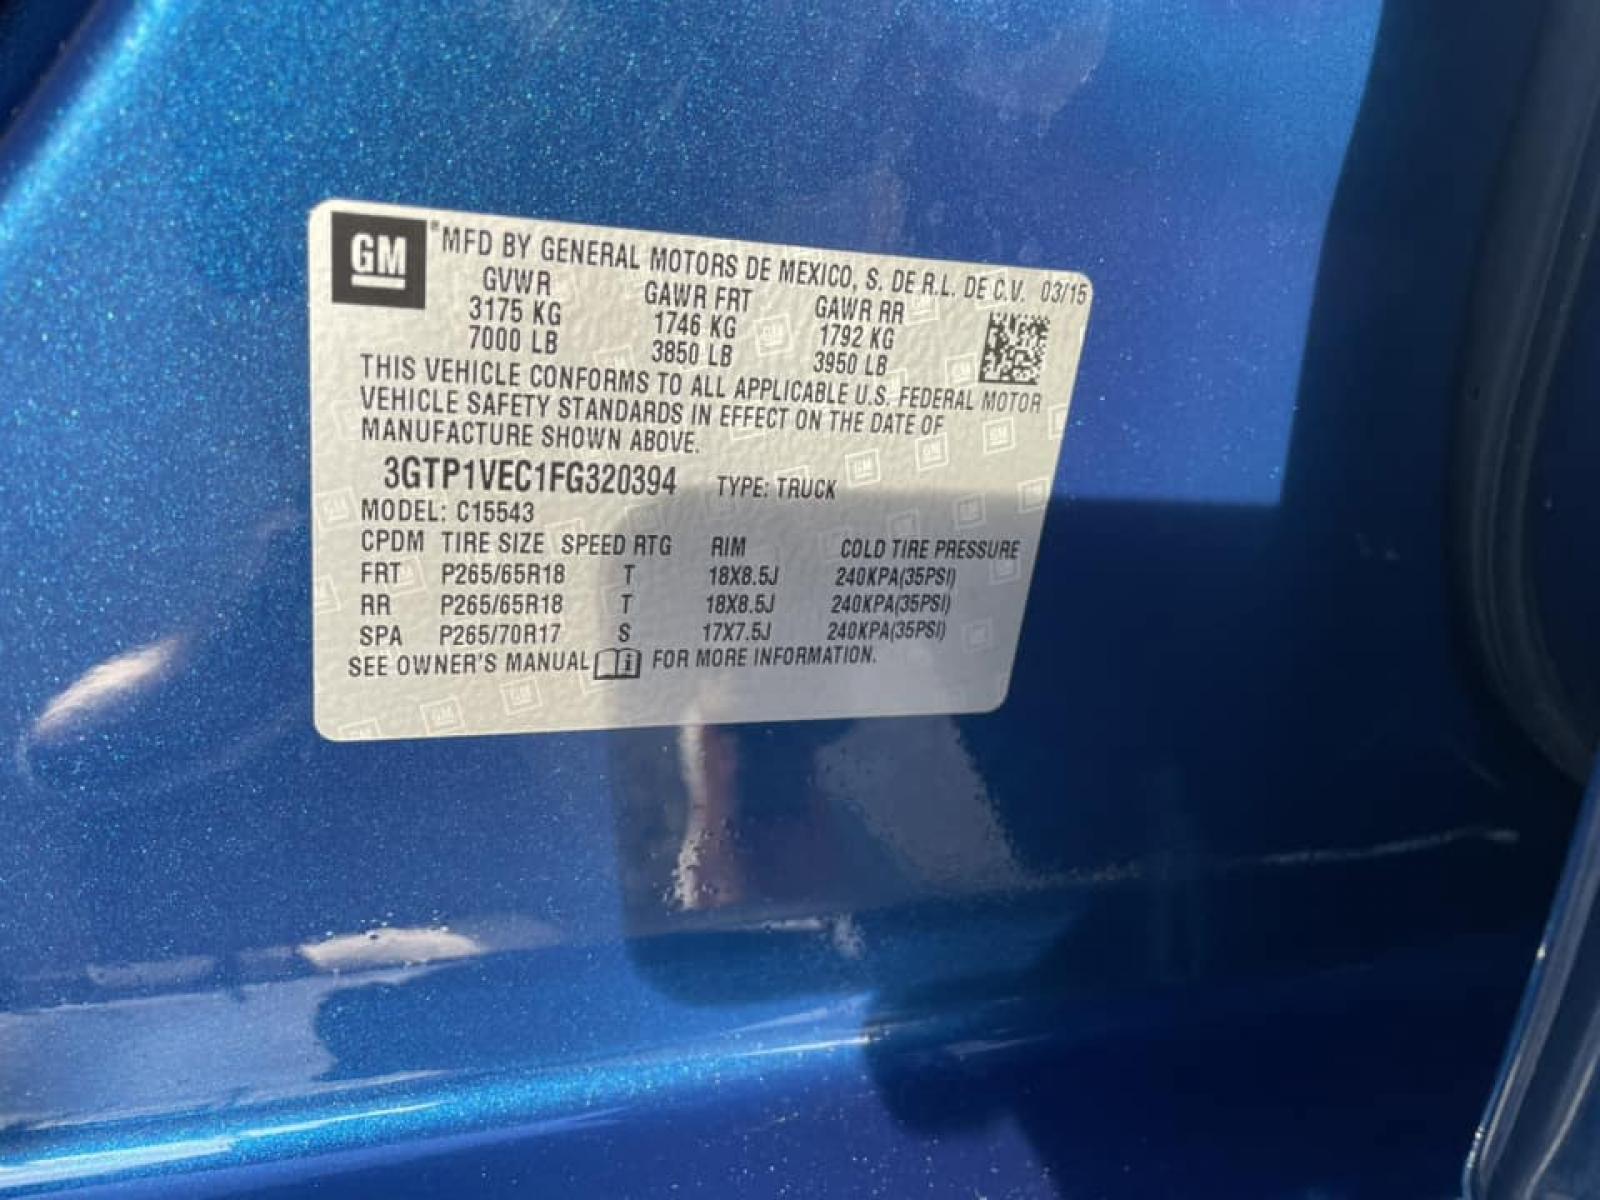 GM ® MFD BY GENERAL MOTORS DE MEXICO, S. DE R.L. DE C.V. 03/15
GVWR GAWR FRT GAWR RR
3175 KG 1746 KG 1792 KG
7000 LB 3850 LB 3950 LB
THIS VEHICLE CONFORMS TO ALL APPLICABLE U.S. FEDERAL MOTOR
VEHICLE SAFETY STANDARDS IN EFFECT ON THE DATE OF
MANUFACTURE SHOWN ABOVE.
3GTP1VEC1FG320394 TYPE: TRUCK
MODEL: C15543
CPDM TIRE SIZE SPEED RTG RIM COLD TIRE PRESSURE
FRT P265/65R18 T 18X8.5J 240KPA(35PSI)
RR P265/65R18 T 18X8.5J 240KPA(35PSI)
SPA P265/70R17 S 17X7.5J 240KPA(35PSI)
SEE OWNER'S MANUAL FOR MORE INFORMATION.